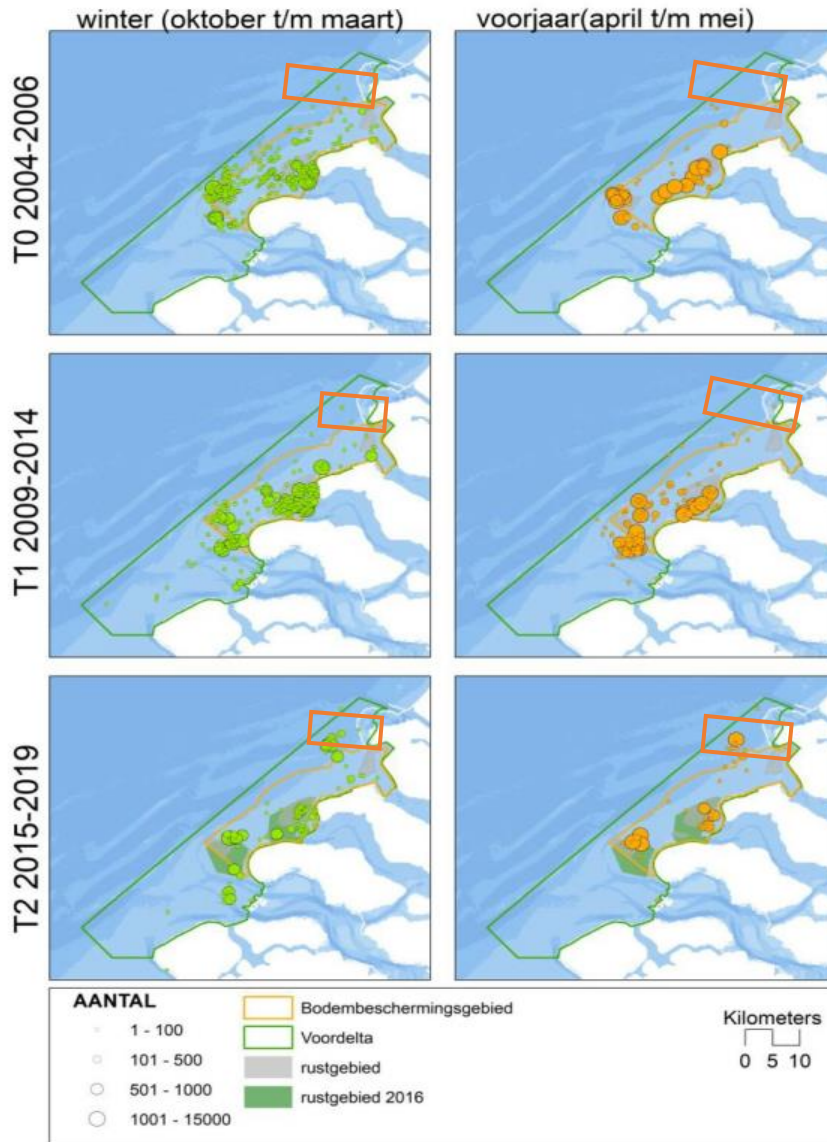 winter (oktober t/m maart)
voorjaar(april t/m mei)
T0 2004-2006
T1 2009-2014
T2 2015-2019
AANTAL
1 - 100
101 - 500
501 - 1000
1001 - 15000
Bodembeschermingsgebied
Voordelta
rustgebied
rustgebied 2016
Kilometers
0 5 10